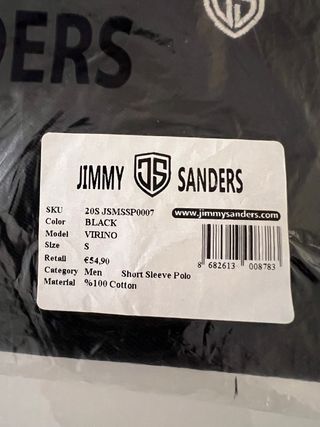 DERS
JS
JIMMY JS SANDERS
SKU 20S JSMSSP0007
www.jimmysanders.com
Color BLACK
Model VIRINO
Size S
Retail €54,90
Category Men Short Sleeve Polo
Material %100 Cotton
8 682613 008783